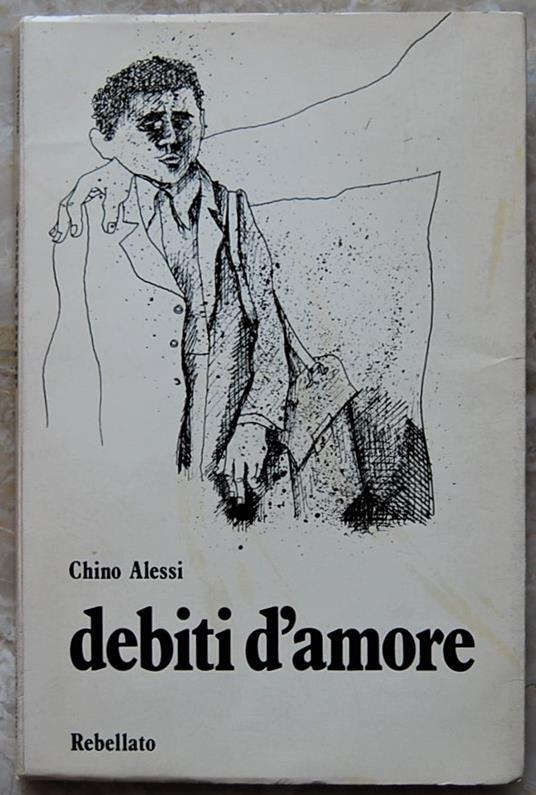 Chino Alessi
debiti d'amore
Rebellato